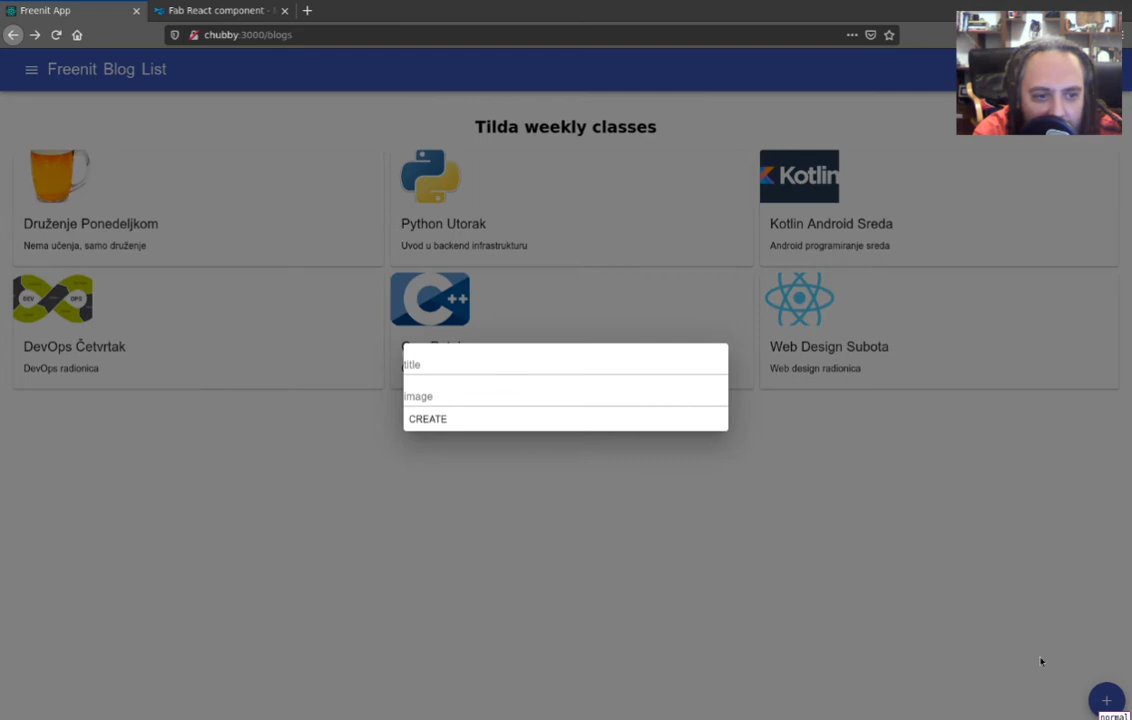 Freenit App
Fab React component -
chubby:3000/blogs
Freenit Blog List
Tilda weekly classes
Kotlin
Druženje Ponedeljkom
Python Utorak
Kotlin Android Sreda
Nema učenja, samo druženje
Uvod u backend infrastrukturu
Android programiranje sreda
DEV OPS
C++
DevOps Četvrtak
Web Design Subota
DevOps radionica
Web design radionica
title
image
CREATE
+
normal